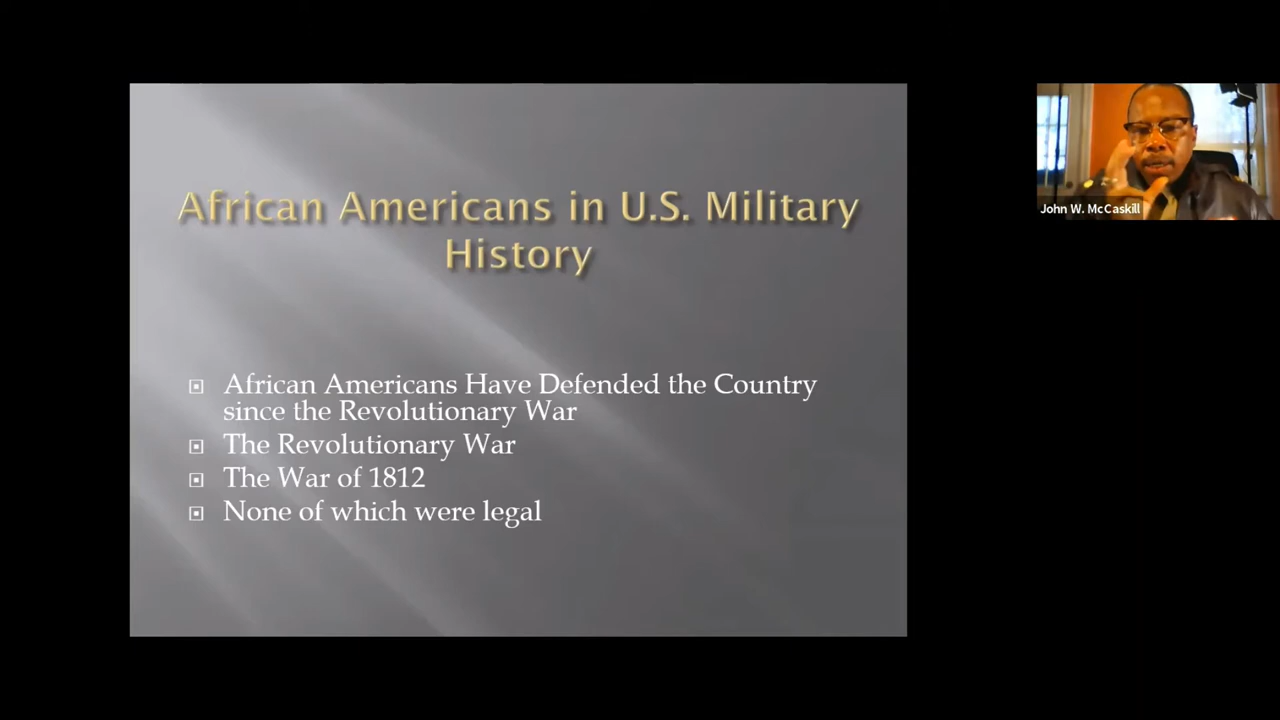 African Americans in U.S. Military
History
African Americans Have Defended the Country
since the Revolutionary War
The Revolutionary War
The War of 1812
None of which were legal
John W. McCaskill